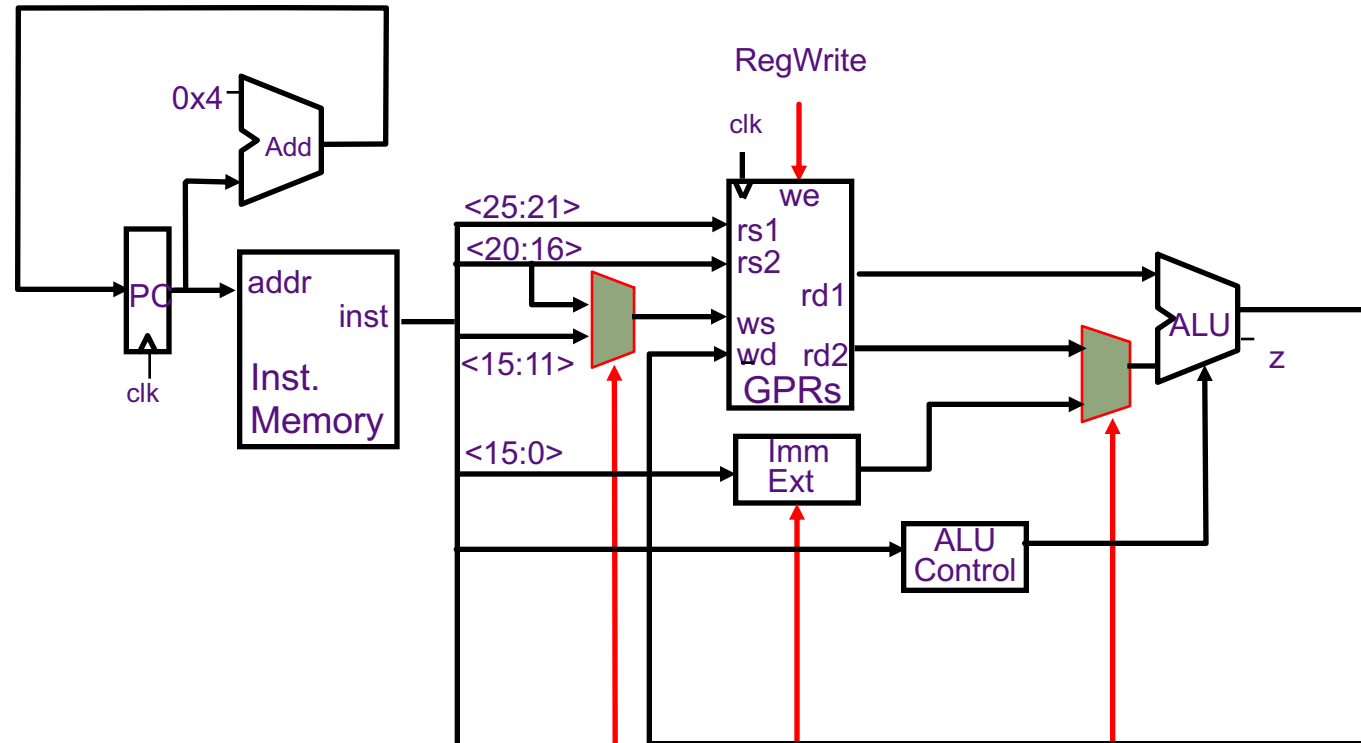 RegWrite
0x4
Add
clk
we
<25:21>
rs1
<20:16>
rs2
PC
addr
inst
rd1
ws
ALU
<15:11>
wd
rd2
z
clk
Inst.
Memory
GPRs
<15:0>
Imm
Ext
ALU
Control